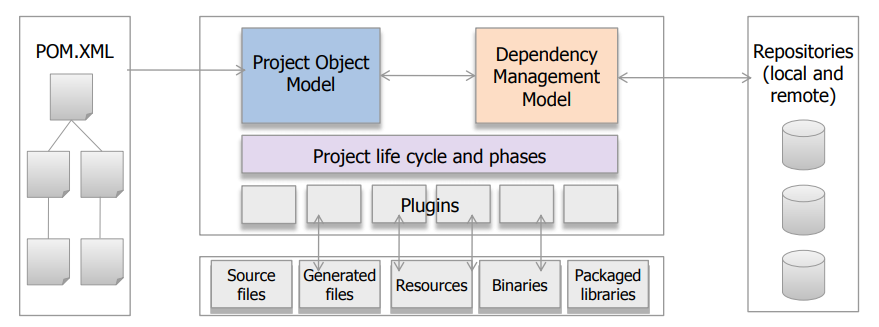 POM.XML
Project Object
Model
Dependency
Management
Model
Repositories
(local and
remote)
Project life cycle and phases
Plugins
Source
files
Generated
files
Resources
Binaries
Packaged
libraries